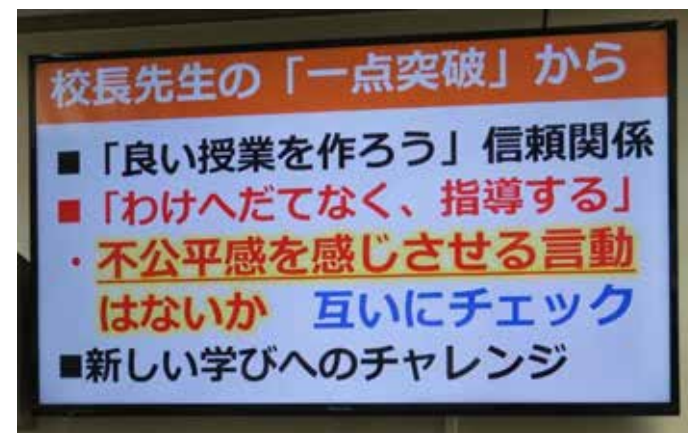 校長先生の「一点突破」から
■「良い授業を作ろう」信頼関係
■「わけへだてなく、指導する」
・不公平感を感じさせる言動
はないか　互いにチェック
■新しい学びへのチャレンジ